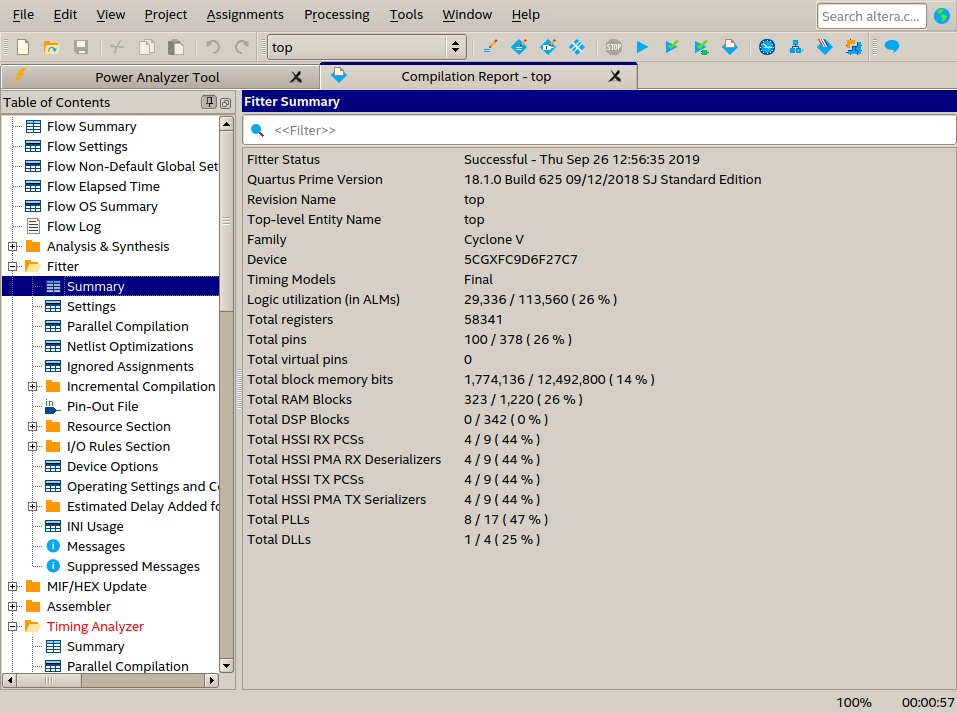 File Edit View Project Assignments Processing Tools Window Help
Search altera.c...
top
STOP
Power Analyzer Tool
Compilation Report - top
Table of Contents
Flow Summary
Flow Settings
Flow Non-Default Global Set
Flow Elapsed Time
Flow OS Summary
Flow Log
Analysis & Synthesis
Fitter
Summary
Settings
Parallel Compilation
Netlist Optimizations
Ignored Assignments
Incremental Compilation
in
Pin-Out File
Resource Section
I/O Rules Section
Device Options
Operating Settings and Co
Estimated Delay Added fo
INI Usage
Messages
Suppressed Messages
MIF/HEX Update
Assembler
Timing Analyzer
Summary
Parallel Compilation
Fitter Summary
<<Filter>>
Fitter Status Successful - Thu Sep 26 12:56:35 2019
Quartus Prime Version 18.1.0 Build 625 09/12/2018 SJ Standard Edition
Revision Name top
Top-level Entity Name top
Family Cyclone V
Device 5CGXFC9D6F27C7
Timing Models Final
Logic utilization (in ALMs) 29,336 / 113,560 ( 26 % )
Total registers 58341
Total pins 100 / 378 ( 26 % )
Total virtual pins 0
Total block memory bits 1,774,136 / 12,492,800 ( 14 % )
Total RAM Blocks 323 / 1,220 ( 26 % )
Total DSP Blocks 0 / 342 ( 0 % )
Total HSSI RX PCSs 4 / 9 ( 44 % )
Total HSSI PMA RX Deserializers 4 / 9 ( 44 % )
Total HSSI TX PCSs 4 / 9 ( 44 % )
Total HSSI PMA TX Serializers 4 / 9 ( 44 % )
Total PLLs 8 / 17 ( 47 % )
Total DLLs 1 / 4 ( 25 % )
100% 00:00:57